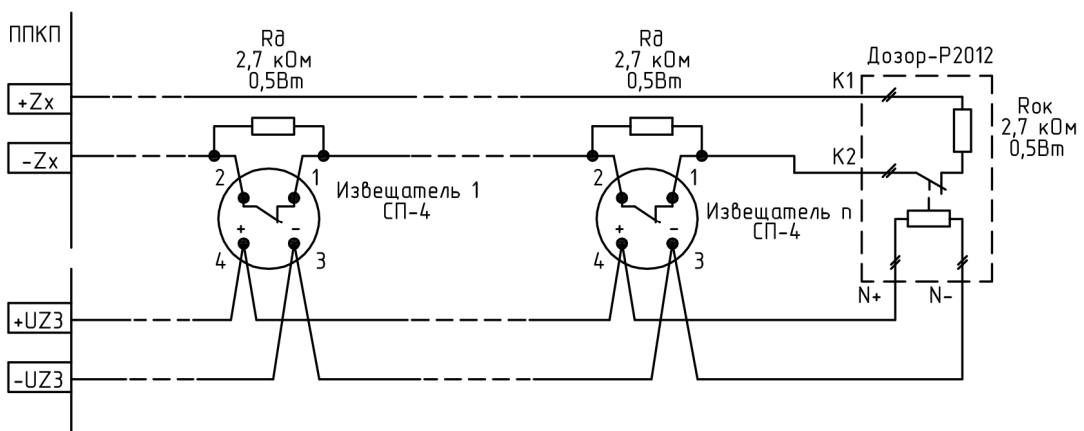 ППКП
+Zx
-Zx
+UZ3
-UZ3
Rд
2,7 кОм
0,5Вт
2
1
+
-
4
3
Извещатель 1
СП-4
Rд
2,7 кОм
0,5Вт
2
1
+
-
4
3
Извещатель n
СП-4
Дозор-Р2012
К1
К2
Rок
2,7 кОм
0,5Вт
N+
N-